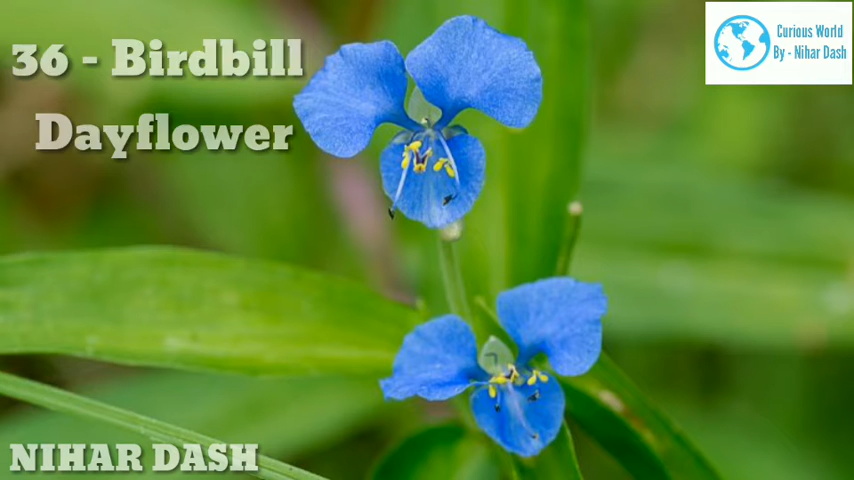 36 - Birdbill
Dayflower
Curious World
By - Nihar Dash
NIHAR DASH